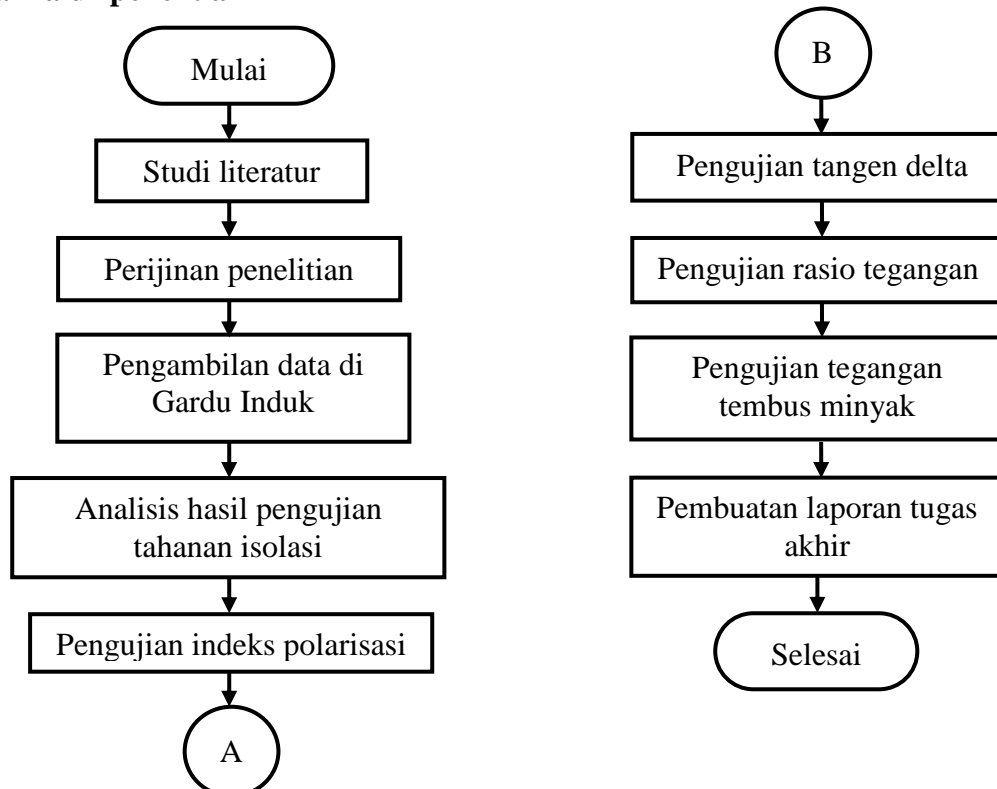 Mulai
Studi literatur
Perijinan penelitian
Pengambilan data di
Gardu Induk
Analisis hasil pengujian
tahanan isolasi
Pengujian indeks polarisasi
A
B
Pengujian tangen delta
Pengujian rasio tegangan
Pengujian tegangan
tembus minyak
Pembuatan laporan tugas
akhir
Selesai